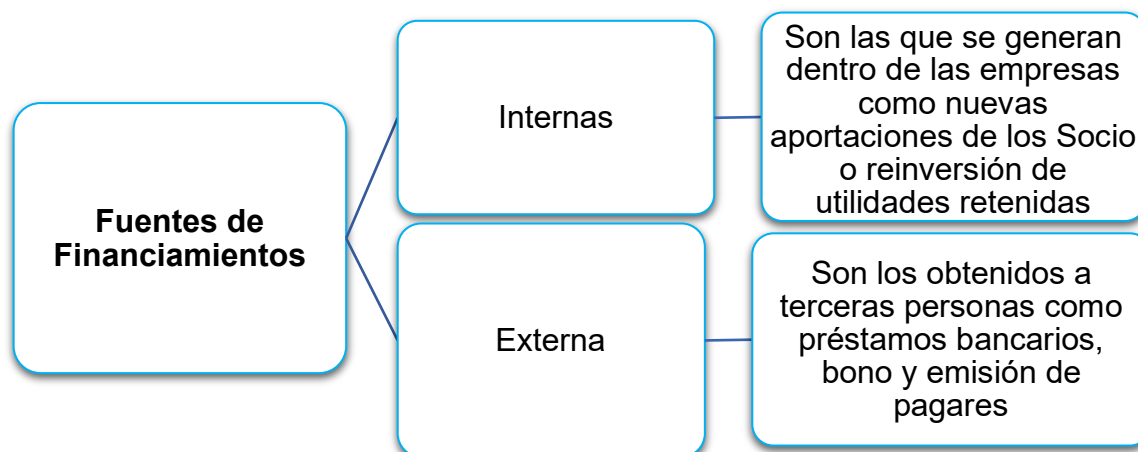 Fuentes de
Financiamientos
Internas
Son las que se generan
dentro de las empresas
como nuevas
aportaciones de los Socio
o reinversión de
utilidades retenidas
Externa
Son los obtenidos a
terceras personas como
préstamos bancarios,
bono y emisión de
pagares